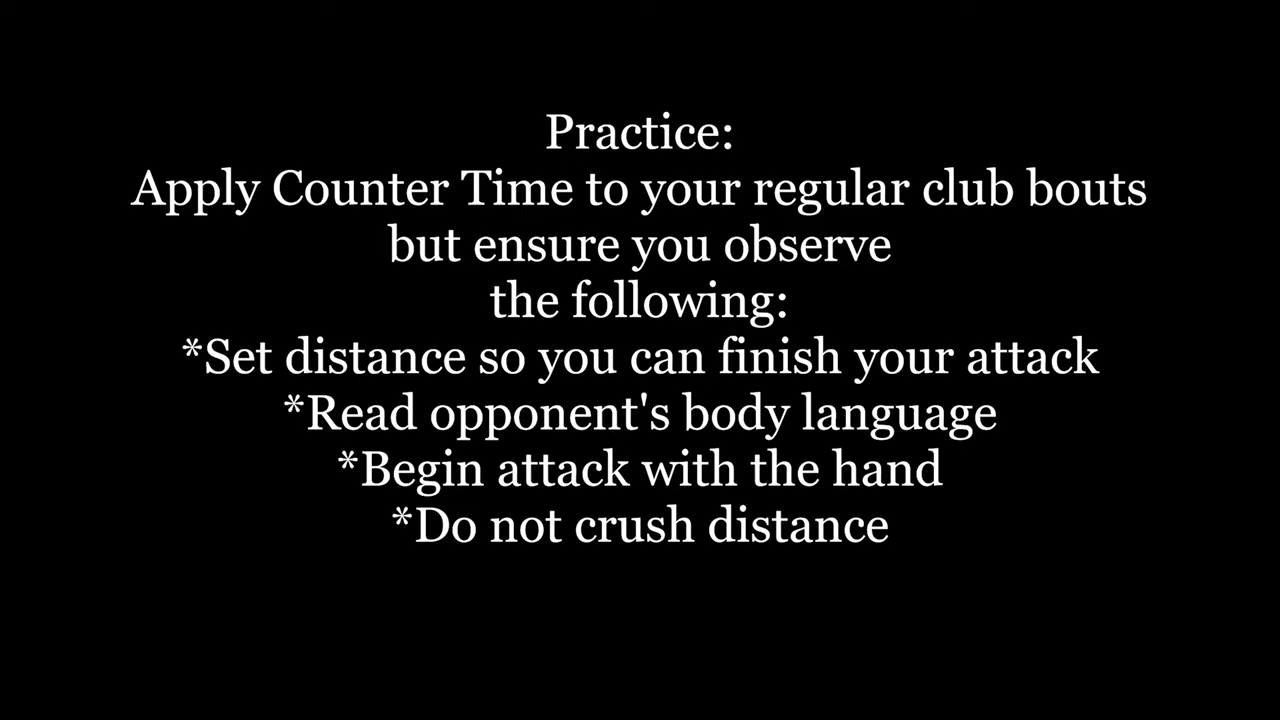 Practice:
Apply Counter Time to your regular club bouts
but ensure you observe
the following:
*Set distance so you can finish your attack
*Read opponent's body language
*Begin attack with the hand
*Do not crush distance